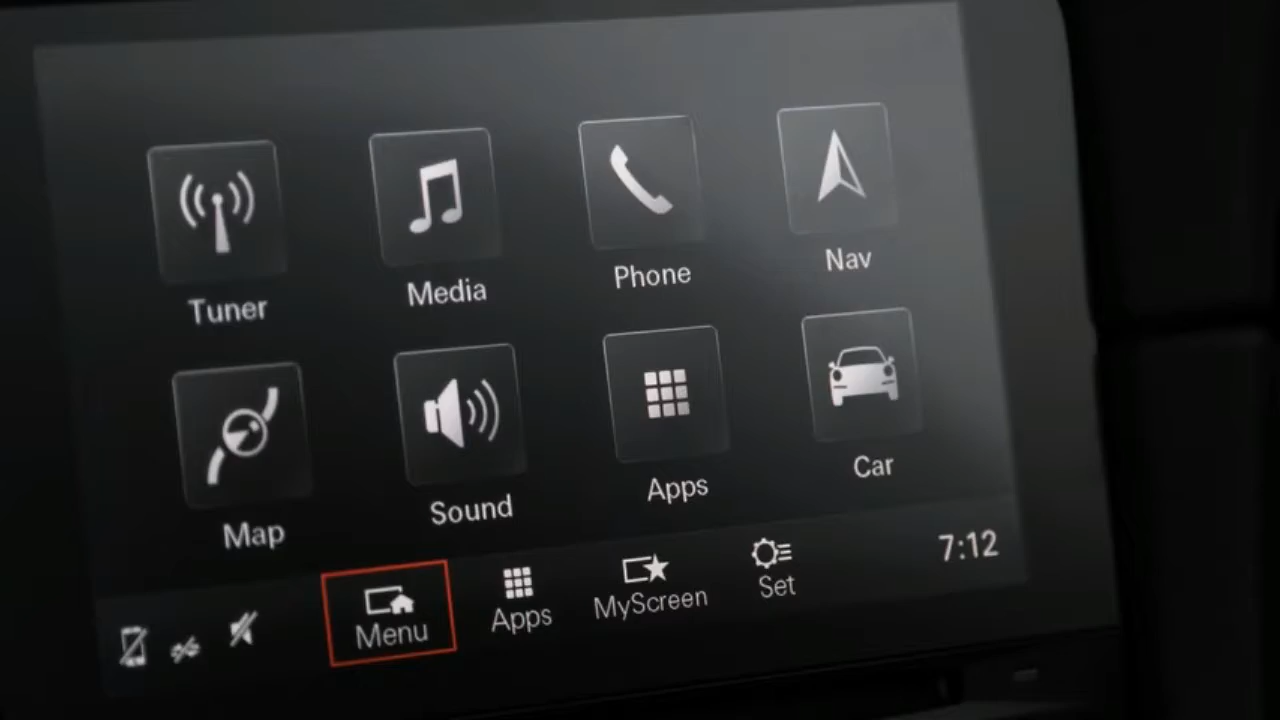 Tuner
Media
Phone
Nav
Map
Sound
Apps
Car
Menu
Apps
MyScreen
Set
7:12